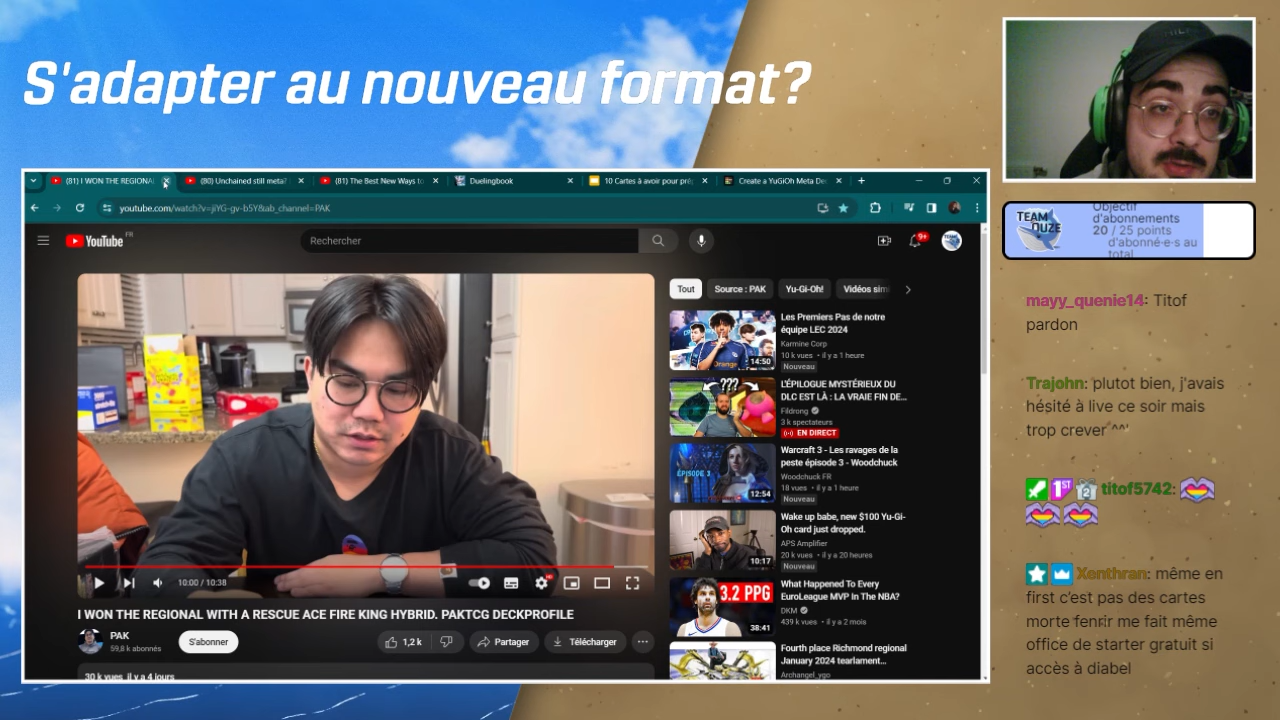 S'adapter au nouveau format?
(81) I WON THE REGIONAL
(80) Unchained still meta?
(81) The Best New Ways to
Duelingbook
10 Cartes à avoir pour pré
Create a YuGiOh Meta De
youtube.com/watch?v=jlYG-gv-b5Y&ab_channel=PAK
YouTube FR
Rechercher
9+
Tout
Source : PAK
Yu-Gi-Oh!
Vidéos simi
Les Premiers Pas de notre
équipe LEC 2024
Karmine Corp
10 k vues • il y a 1 heure
Nouveau
Orange
14:50
L'ÉPILOGUE MYSTÉRIEUX DU
DLC EST LÀ : LA VRAIE FIN DE...
Fildrong
3 k spectateurs
EN DIRECT
???
Warcraft 3 - Les ravages de la
peste épisode 3 - Woodchuck
Woodchuck FR
18 vues • il y a 1 heure
Nouveau
ÉPISODE 3
12:54
Wake up babe, new $100 Yu-Gi-
Oh card just dropped.
APS Amplifier
20 k vues • il y a 20 heures
Nouveau
10:17
What Happened To Every
EuroLeague MVP In The NBA?
DKM
439 k vues • il y a 2 mois
3.2 PPG
38:41
Fourth place Richmond regional
January 2024 tearlament...
Archangel_ygo
10:00 / 10:38
I WON THE REGIONAL WITH A RESCUE ACE FIRE KING HYBRID. PAKTCG DECKPROFILE
PAK
59,8 k abonnés
S'abonner
1,2 k
Partager
Télécharger
30 k vues il y a 4 jours
TEAM
OUZE
Objectif
d'abonnements
20 / 25 points
d'abonné·e·s au
total
mayy_quenie14: Titof
pardon
Trajohn: plutot bien, j'avais
hésité à live ce soir mais
trop crever ^^'
1ST 2 titof5742:
Xenthran: même en
first c'est pas des cartes
morte fenrir me fait même
office de starter gratuit si
accès à diabel